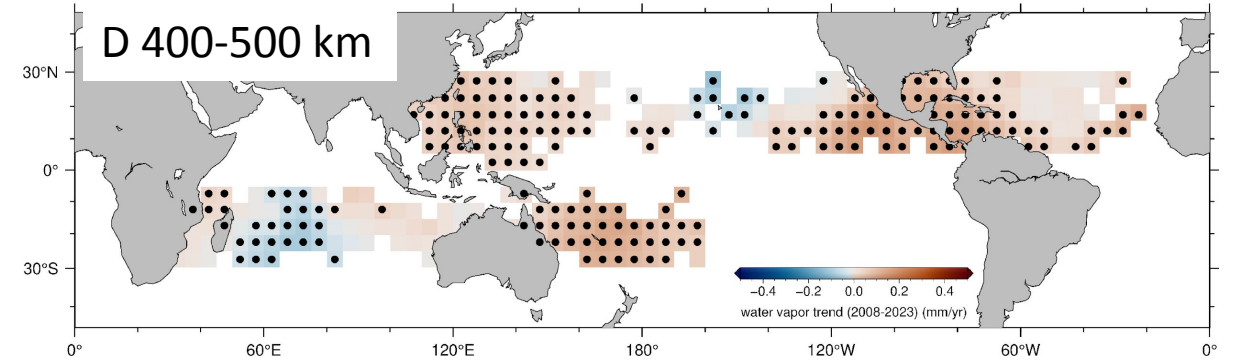 D 400-500 km
30°N
0°
30°S
−0.4 −0.2 0.0 0.2 0.4
water vapor trend (2008-2023) (mm/yr)
0° 60°E 120°E 180° 120°W 60°W 0°